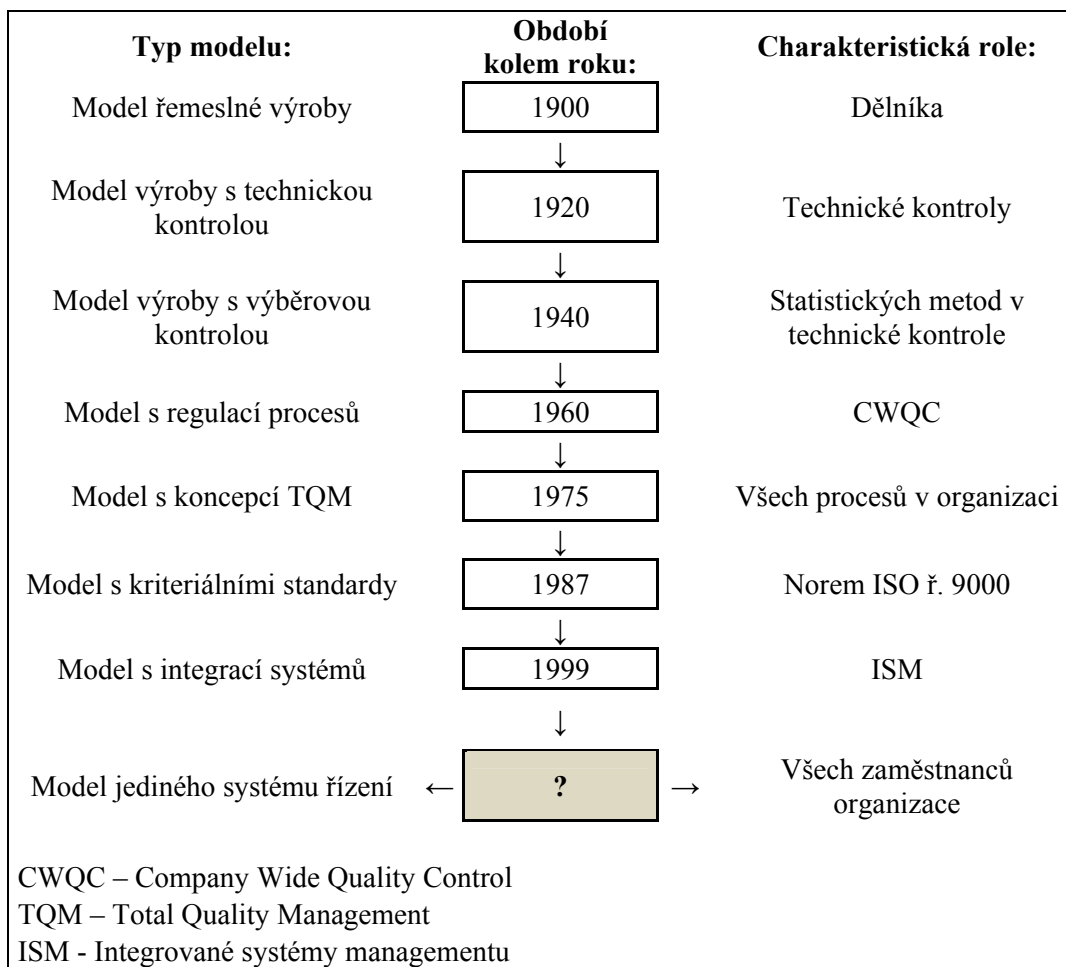 Typ modelu:
Období
kolem roku:
Charakteristická role:
Model řemeslné výroby
1900
Dělníka
↓
Model výroby s technickou
kontrolou
1920
Technické kontroly
↓
Model výroby s výběrovou
kontrolou
1940
Statistických metod v
technické kontrole
↓
Model s regulací procesů
1960
CWQC
↓
Model s koncepcí TQM
1975
Všech procesů v organizaci
↓
Model s kriteriálními standardy
1987
Norem ISO ř. 9000
↓
Model s integrací systémů
1999
ISM
↓
Model jediného systému řízení
←
?
→
Všech zaměstnanců
organizace
CWQC – Company Wide Quality Control
TQM – Total Quality Management
ISM - Integrované systémy managementu